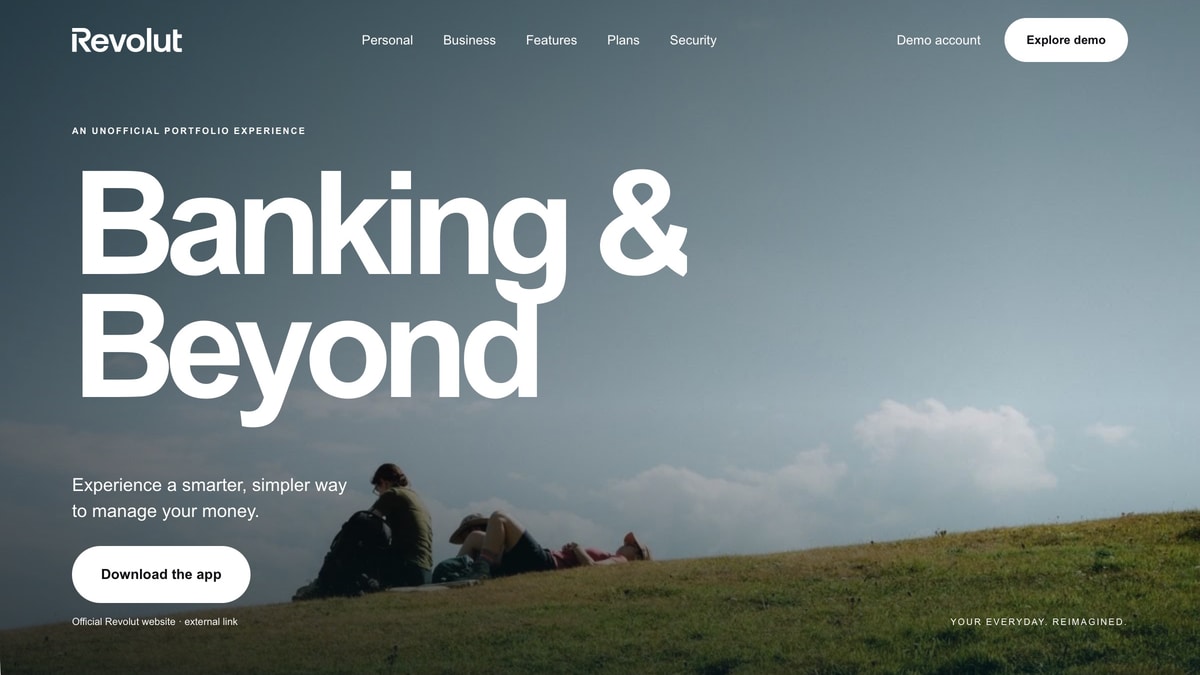 Revolut
Personal Business Features Plans Security
Demo account
Explore demo
AN UNOFFICIAL PORTFOLIO EXPERIENCE
Banking &
Beyond
Experience a smarter, simpler way
to manage your money.
Download the app
Official Revolut website · external link
YOUR EVERYDAY. REIMAGINED.